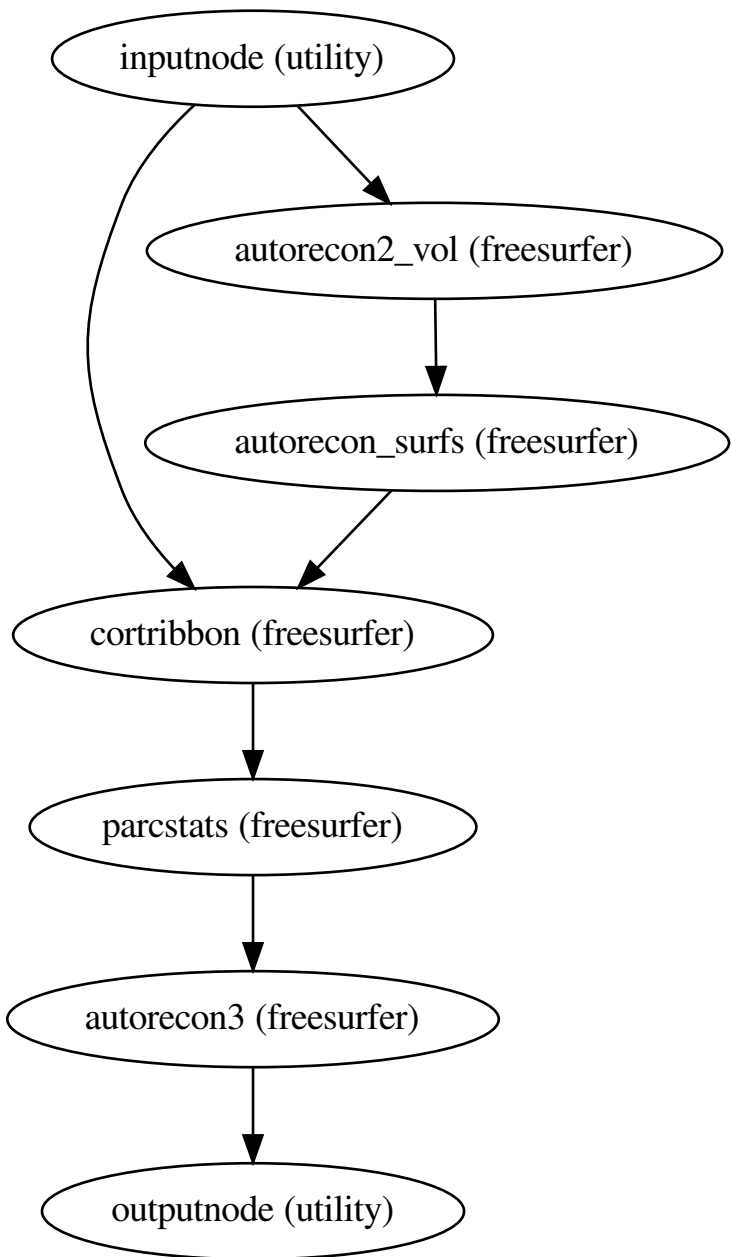 inputnode (utility)
autorecon2_vol (freesurfer)
autorecon_surfs (freesurfer)
cortribbon (freesurfer)
parcstats (freesurfer)
autorecon3 (freesurfer)
outputnode (utility)